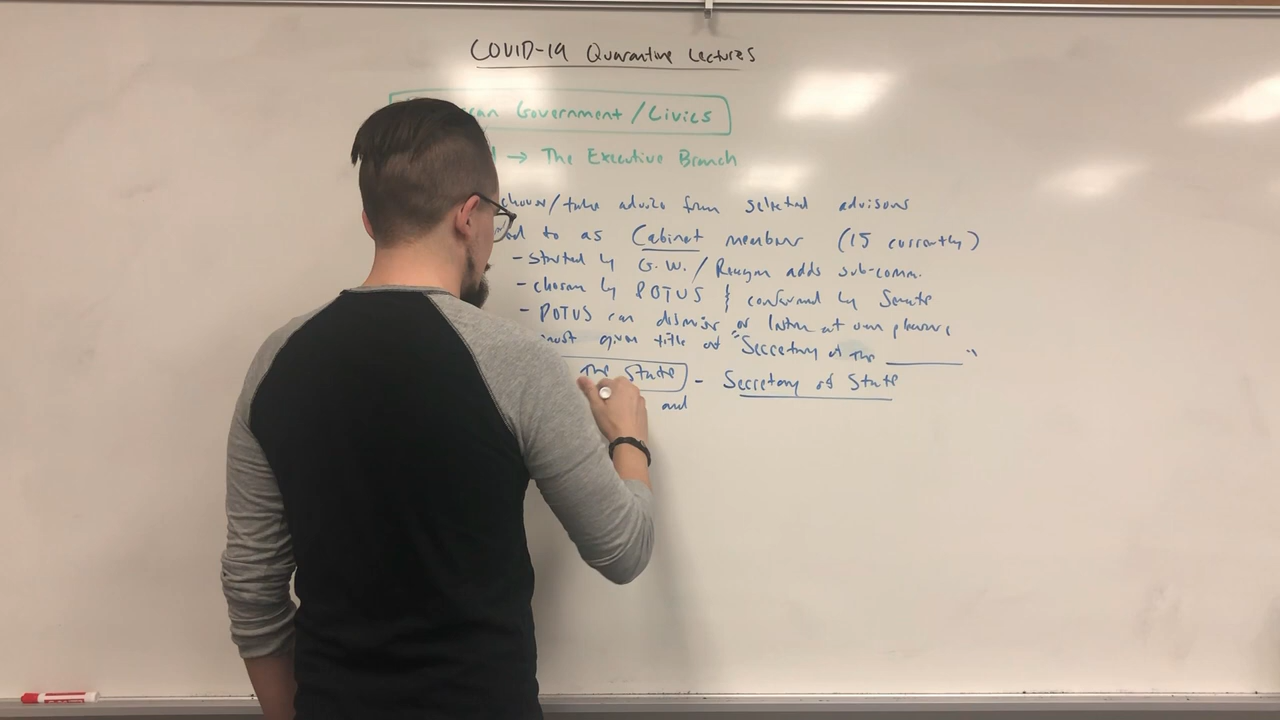 COVID-19 Quarantine Lectures
Government/Civics
→ The Executive Branch
/take advice from selected advisors
to as Cabinet members (15 currently)
- started by G.W. / Reagan adds sub-comm.
- chosen by POTUS & confirmed by Senate
- POTUS can dismiss or listen at own pleasure
most given title of "Secretary of the ______"
The State - Secretary of State
and